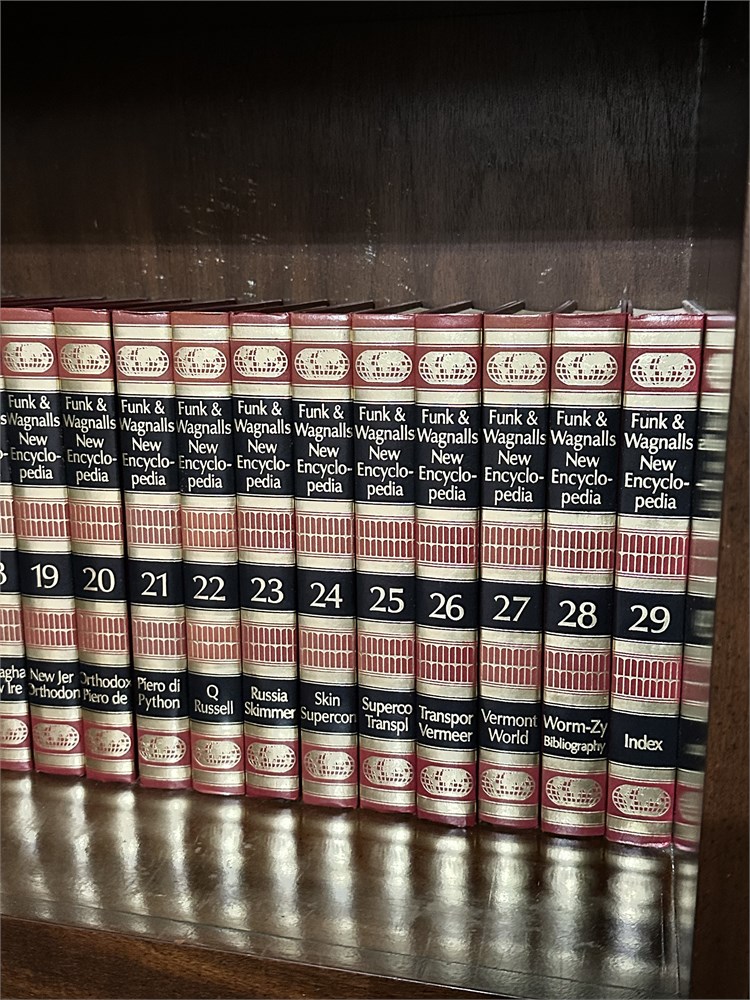 19
Funk &
Wagnalls
New
Encyclo-
pedia
New Jer
Orthodon
Funk &
Wagnalls
New
Encyclo-
pedia
20
Orthodox
Piero de
Funk &
Wagnalls
New
Encyclo-
pedia
21
Piero di
Python
Funk &
Wagnalls
New
Encyclo-
pedia
22
Q
Russell
Funk &
Wagnalls
New
Encyclo-
pedia
23
Russia
Skimmer
Funk &
Wagnalls
New
Encyclo-
pedia
24
Skin
Supercon
Funk &
Wagnalls
New
Encyclo-
pedia
25
Superco
Transpl
Funk &
Wagnalls
New
Encyclo-
pedia
26
Transpor
Vermeer
Funk &
Wagnalls
New
Encyclo-
pedia
27
Vermont
World
Funk &
Wagnalls
New
Encyclo-
pedia
28
Worm-Zy
Bibliography
Funk &
Wagnalls
New
Encyclo-
pedia
29
Index